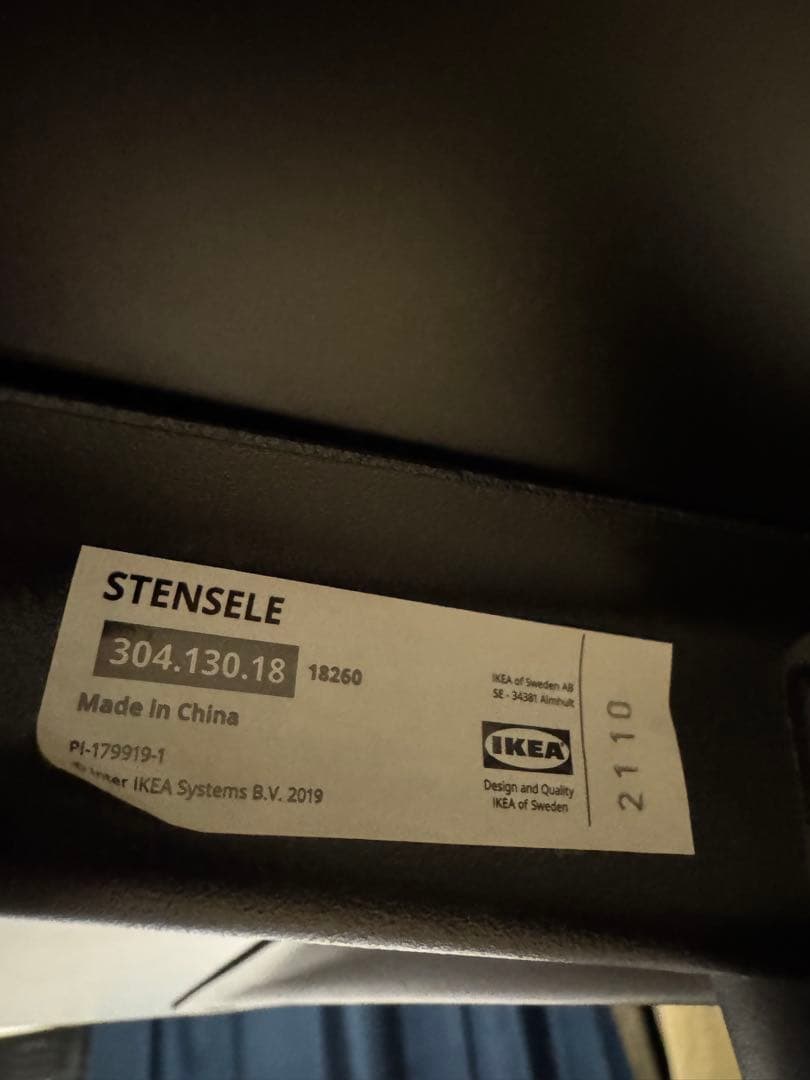 STENSELE
304.130.18 18260
Made in China
PI-179919-1
Inter IKEA Systems B.V. 2019
IKEA of Sweden AB
SE - 34381 Älmhult
IKEA
Design and Quality
IKEA of Sweden
2110